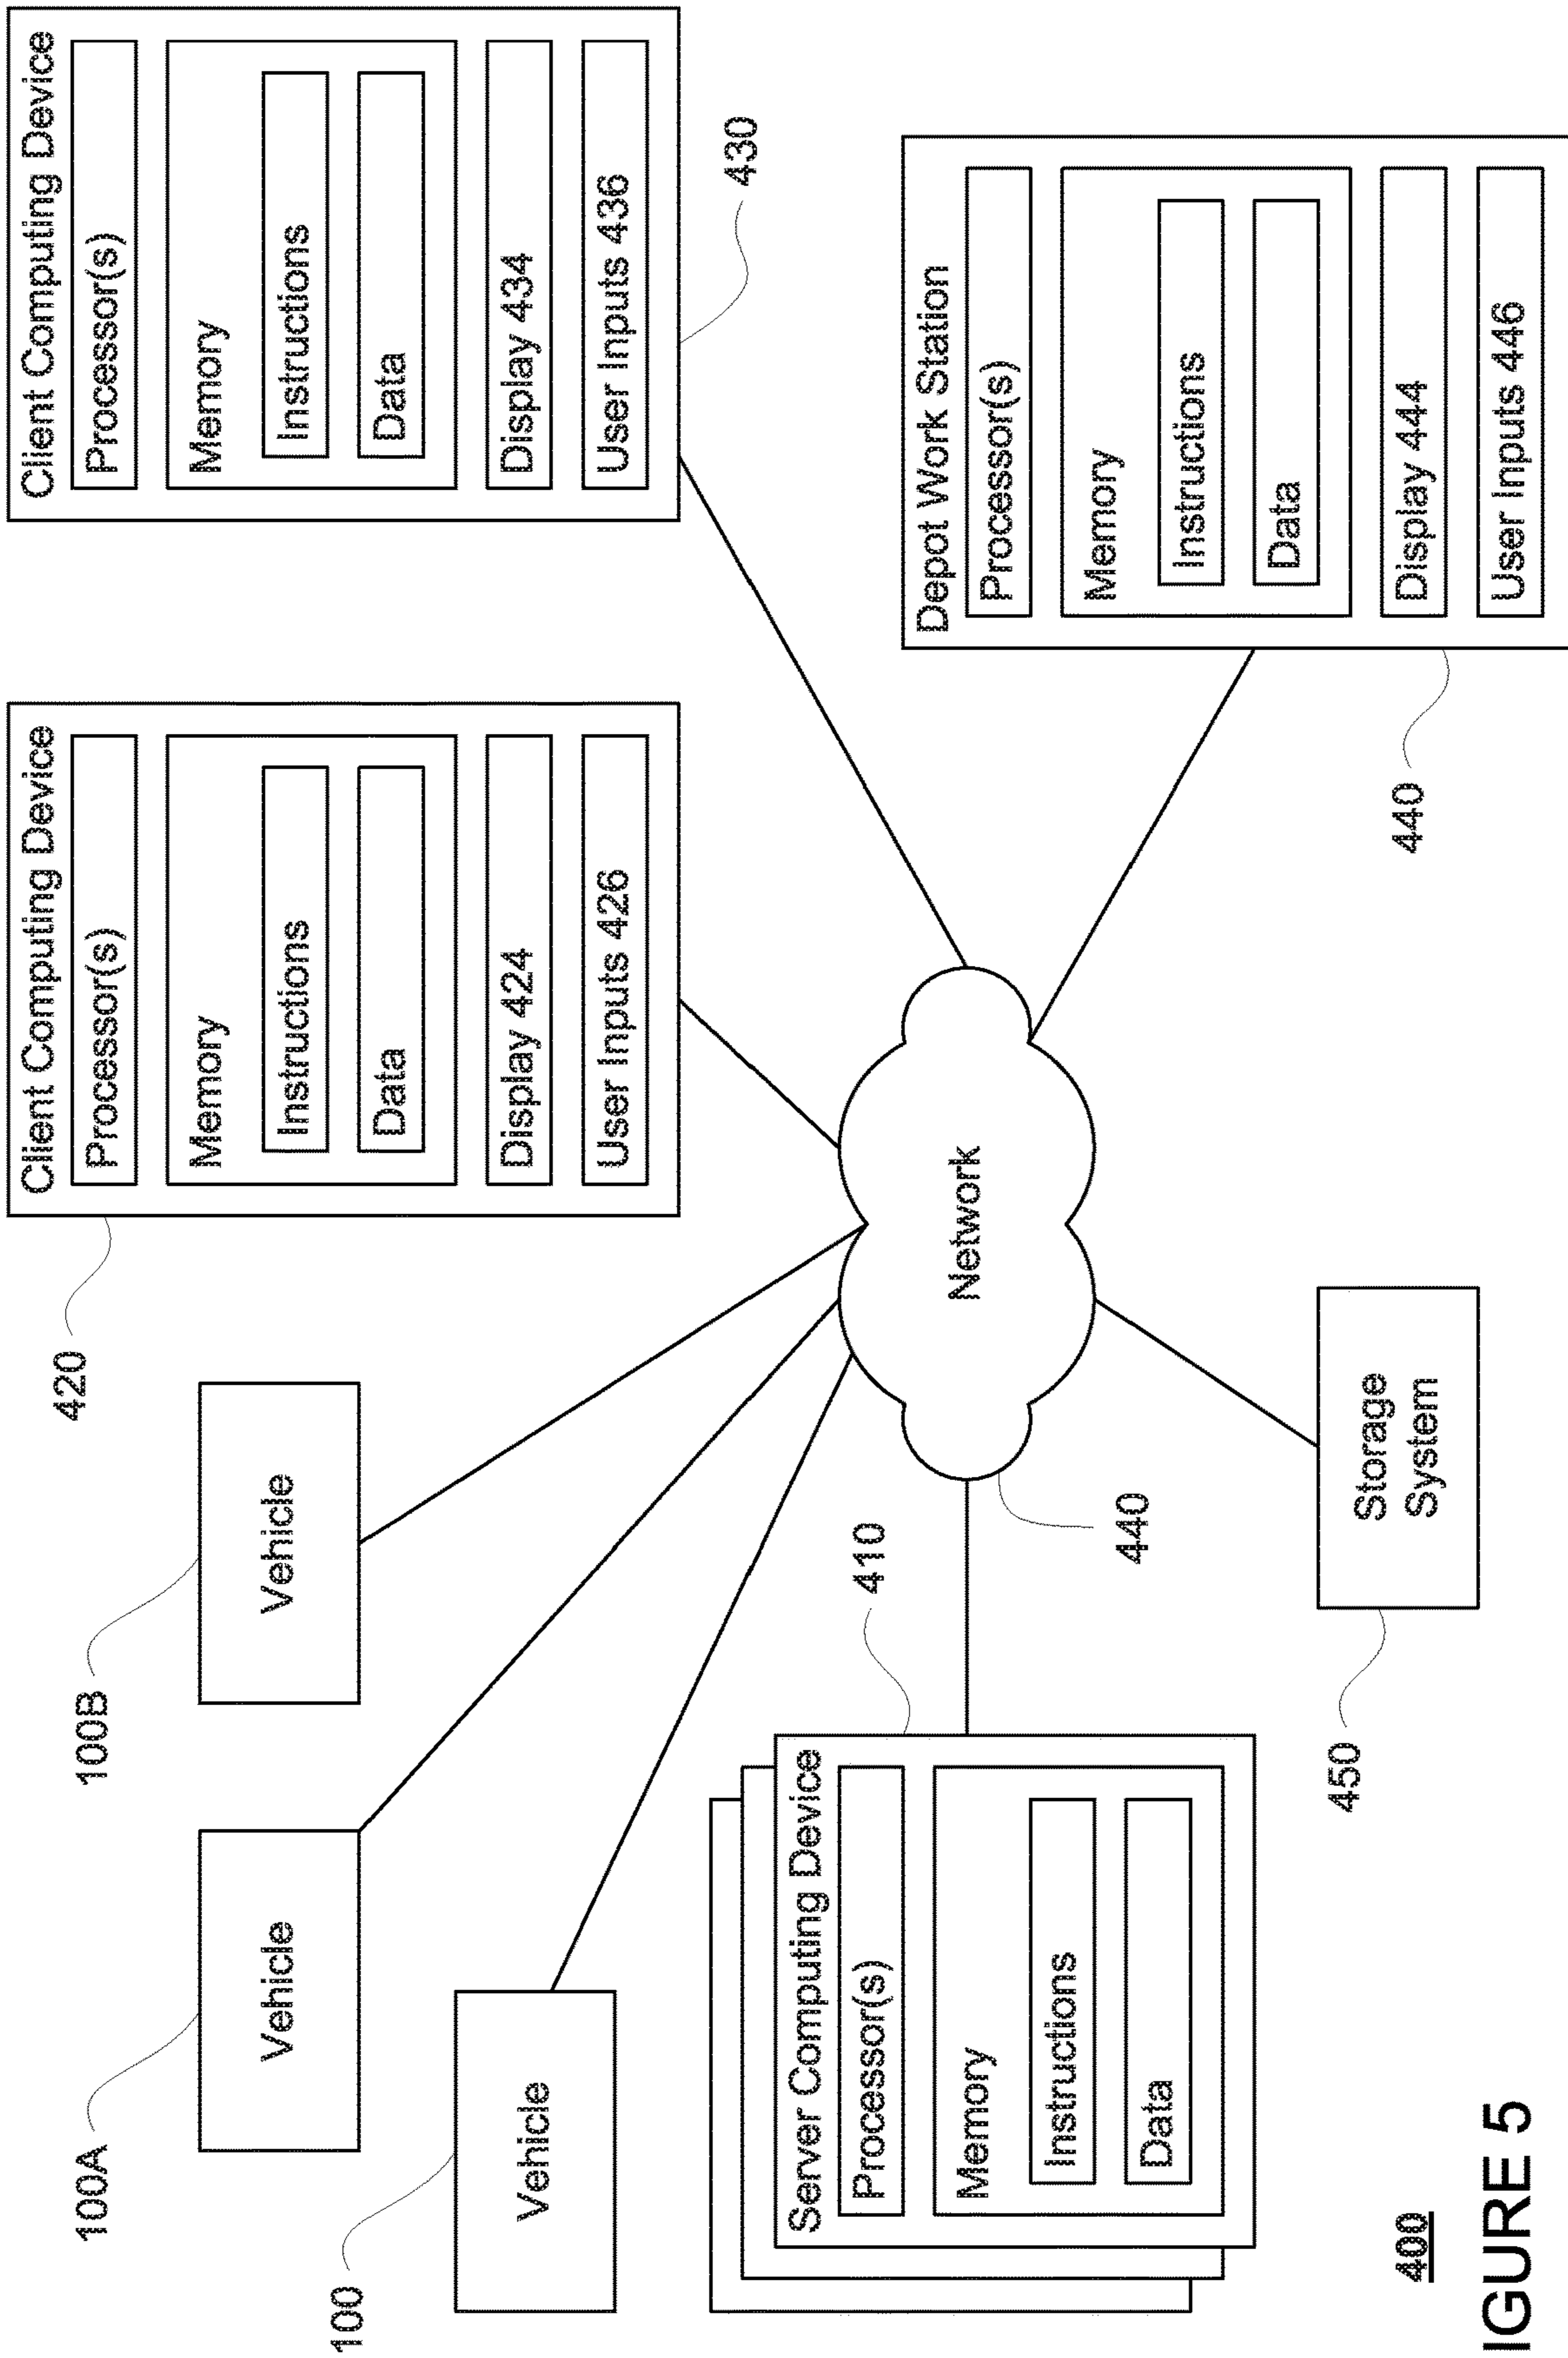 100A
Vehicle
100B
Vehicle
100
Vehicle
420
Client Computing Device
Processor(s)
Memory
Instructions
Data
Display 424
User Inputs 426
Client Computing Device
Processor(s)
Memory
Instructions
Data
Display 434
User Inputs 436
430
Server Computing Device
Processor(s)
Memory
Instructions
Data
410
Network
440
Storage
System
450
Depot Work Station
Processor(s)
Memory
Instructions
Data
Display 444
User Inputs 446
440
400
IGURE 5